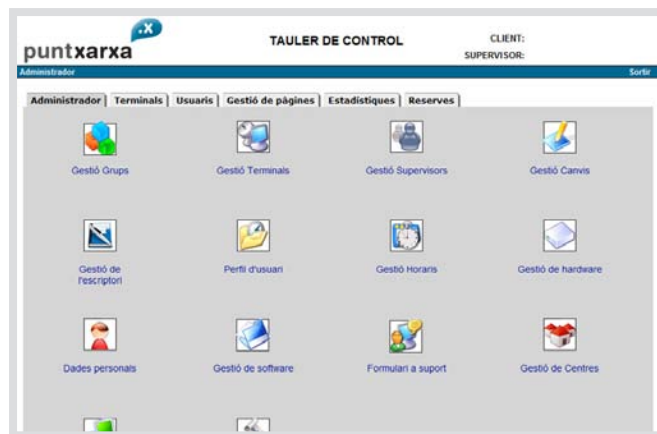 .X
puntxarxa
TAULER DE CONTROL
CLIENT:
SUPERVISOR:
Administrador
Sortir
Administrador
Terminals
Usuaris
Gestió de pàgines
Estadístiques
Reserves
Gestió Grups
Gestió Terminals
Gestió Supervisors
Gestió Canvis
Gestió de
l'escriptori
Perfil d'usuari
Gestió Horaris
Gestió de hardware
Dades personals
Gestió de software
Formulari a suport
Gestió de Centres